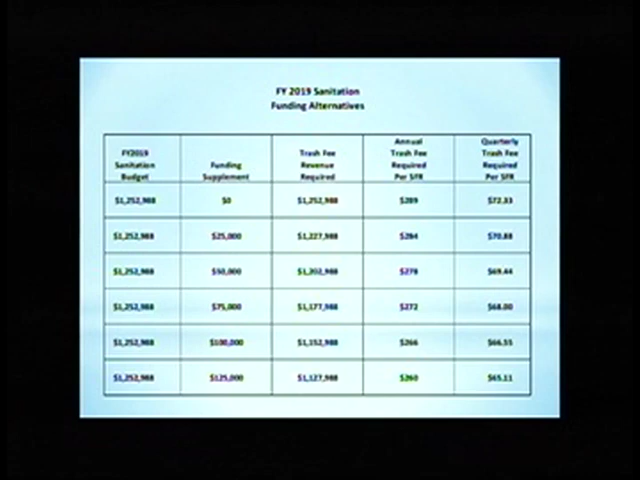 FY 2019 Sanitation
Funding Alternatives
FY2019 Sanitation Budget	Funding Supplement	Trash Fee Revenue Required	Annual Trash Fee Required Per SFR	Quarterly Trash Fee Required Per SFR
$1,252,988	$0	$1,252,988	$289	$72.33
$1,252,988	$25,000	$1,227,988	$284	$70.88
$1,252,988	$50,000	$1,202,988	$278	$69.44
$1,252,988	$75,000	$1,177,988	$272	$68.00
$1,252,988	$100,000	$1,152,988	$266	$66.55
$1,252,988	$125,000	$1,127,988	$260	$65.11